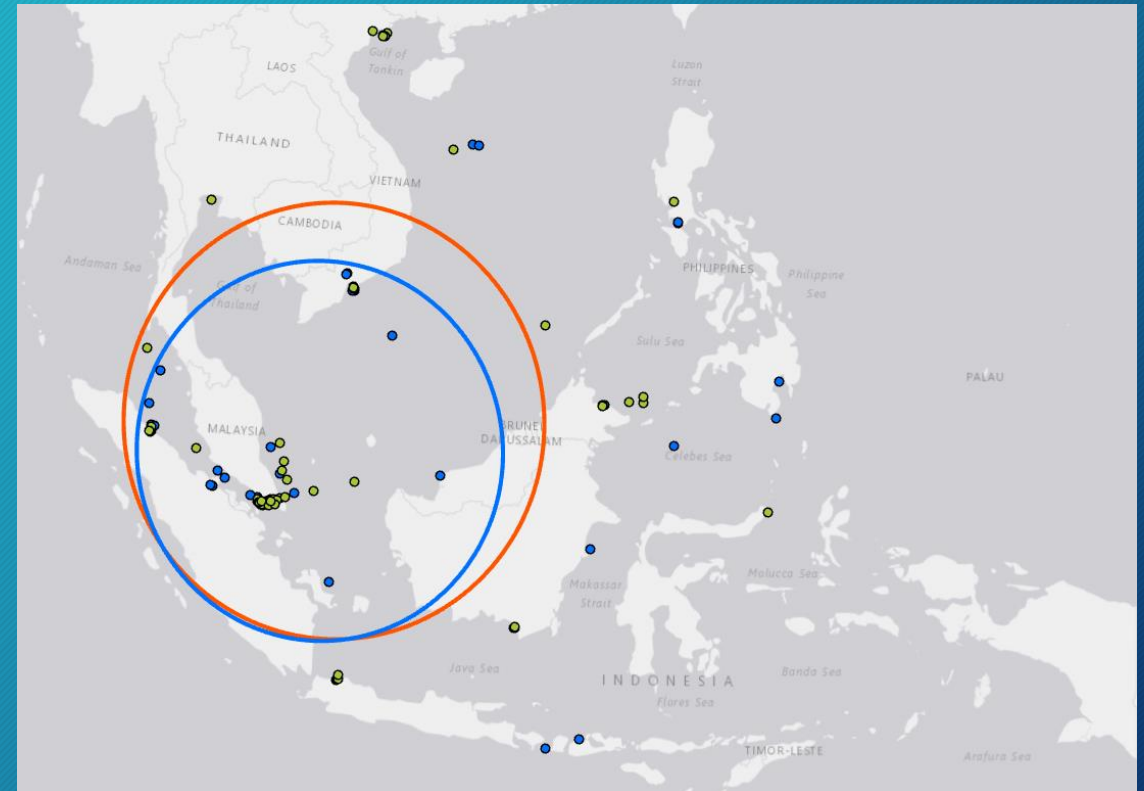 Gulf of
Tonkin
LAOS
Luzon
Strait
THAILAND
VIETNAM
CAMBODIA
Andaman Sea
PHILIPPINES
Philippine
Sea
Gulf of
Thailand
Sulu Sea
PALAU
MALAYSIA
BRUNEI
DARUSSALAM
Celebes Sea
Molucca Sea
Makassar
Strait
Java Sea
Banda Sea
INDONESIA
Flores Sea
TIMOR-LESTE
Arafura Sea